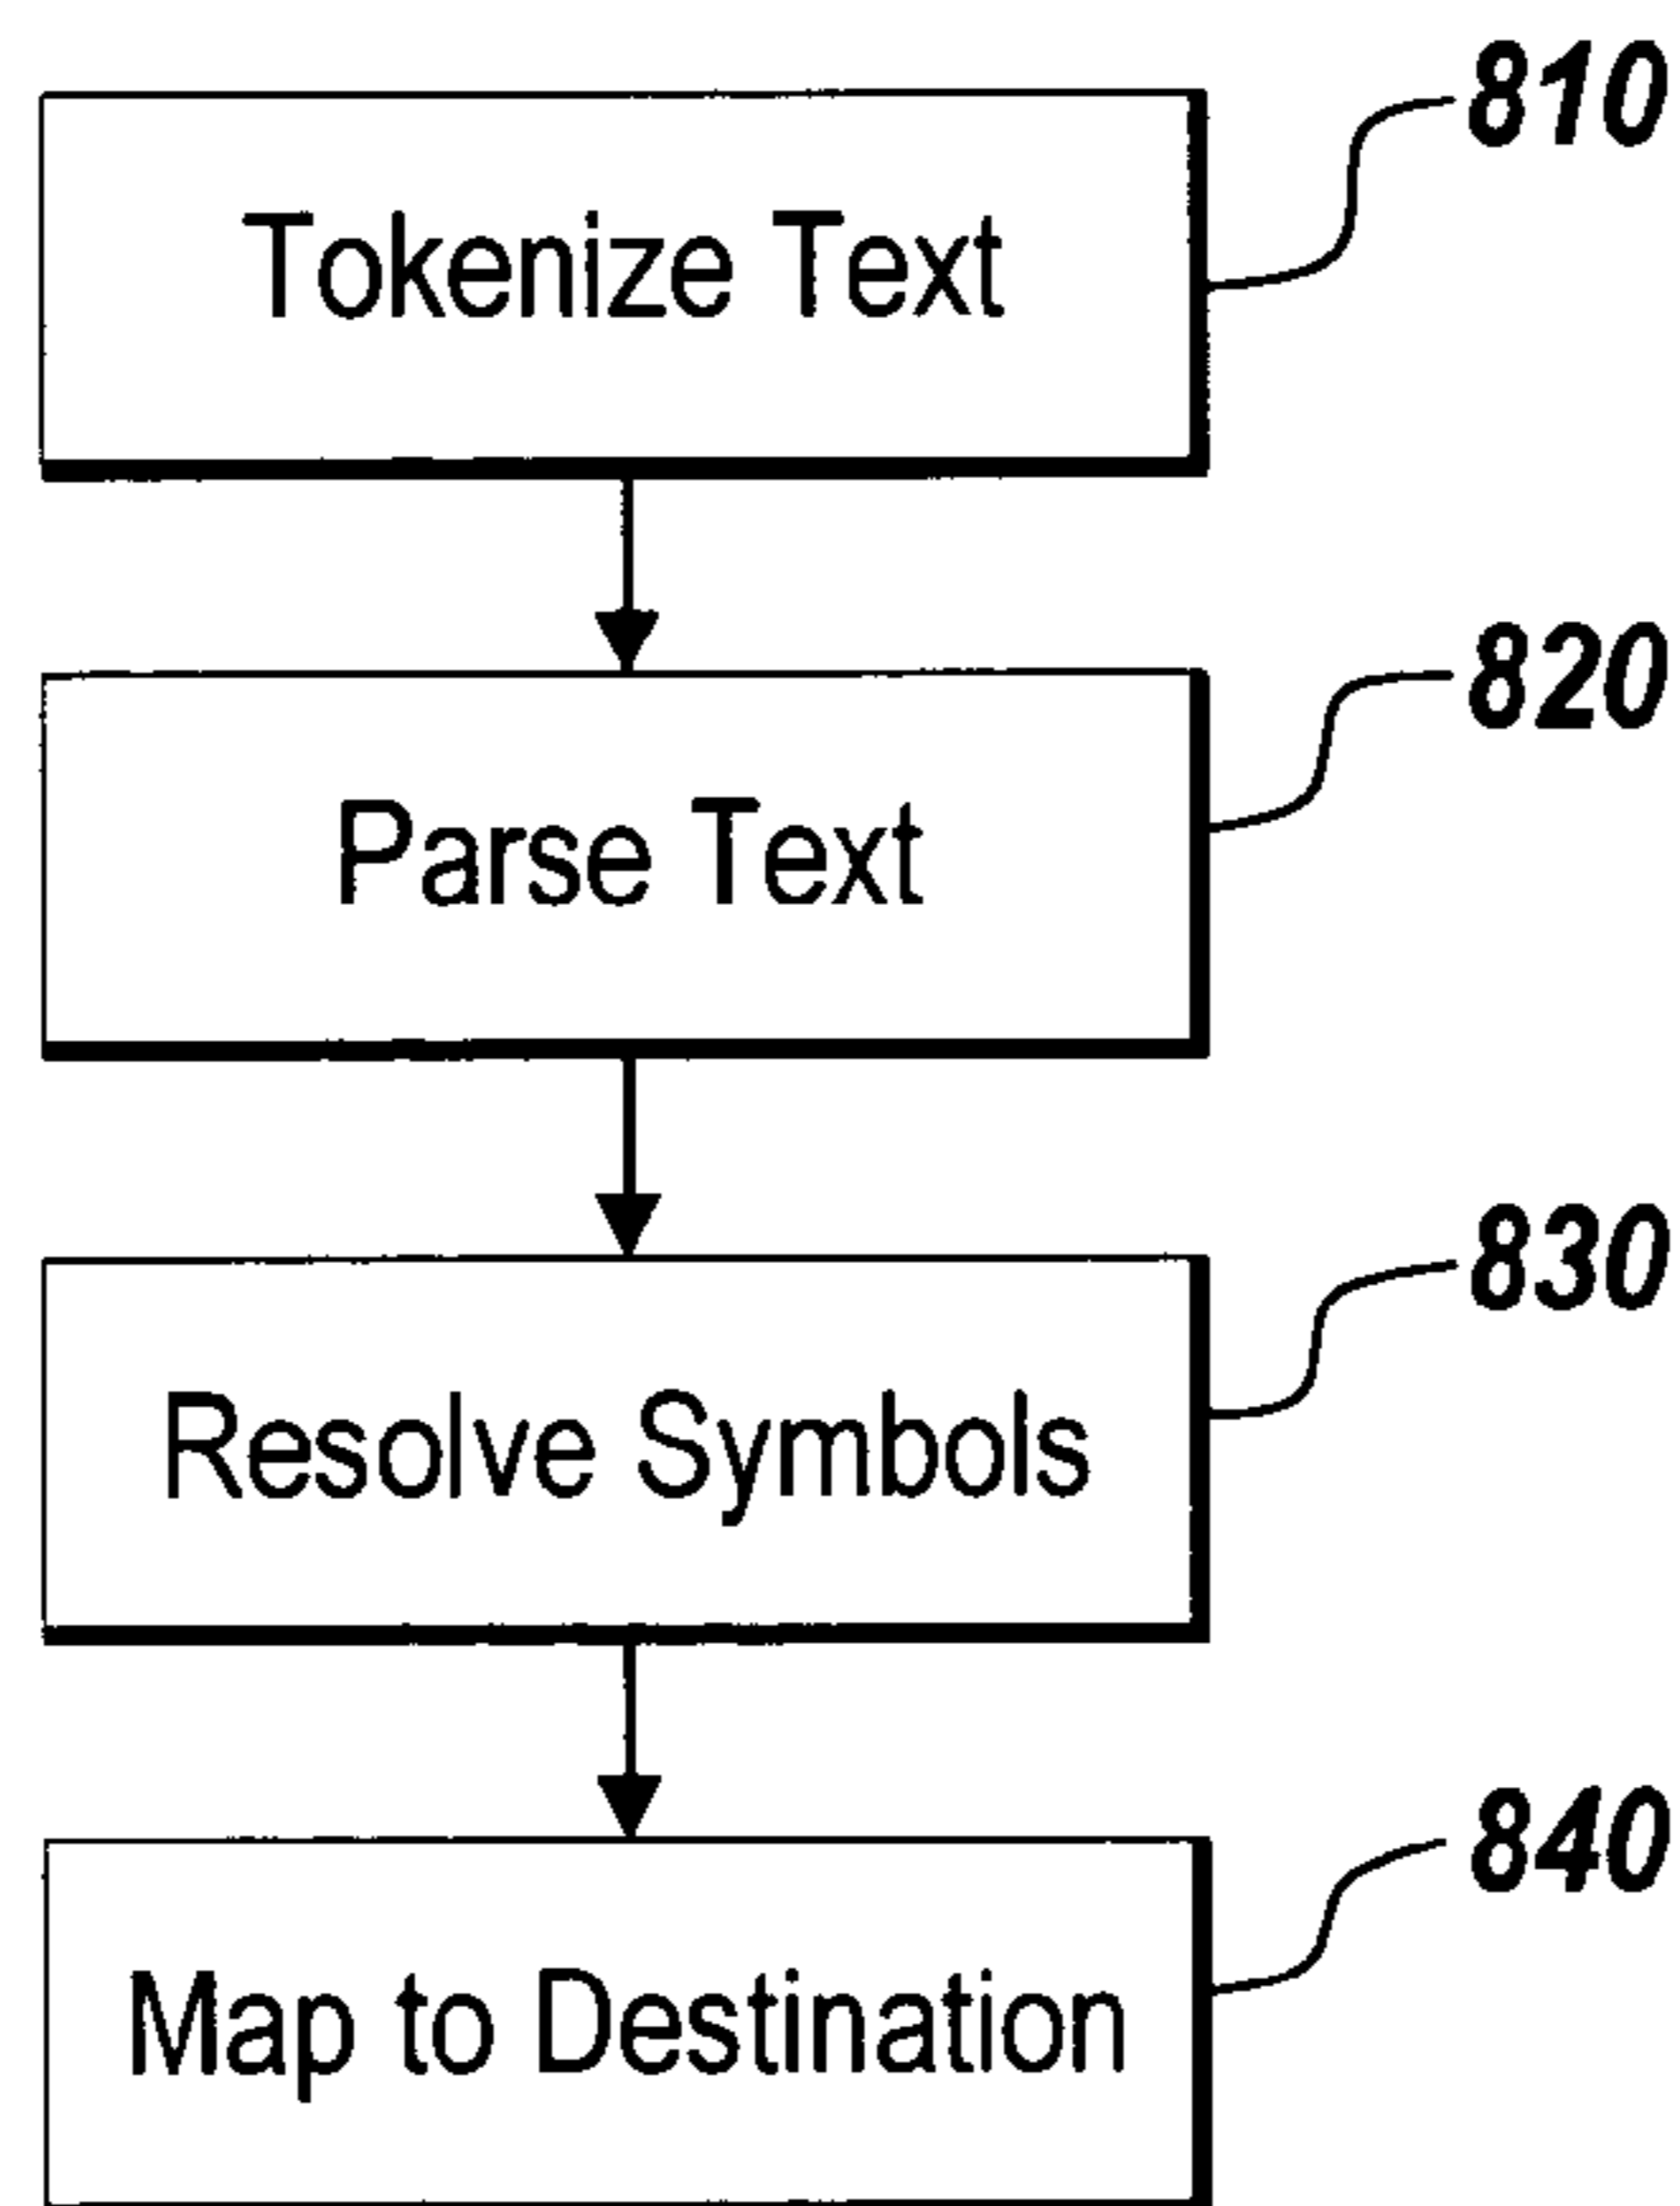 810
Tokenize Text
820
Parse Text
830
Resolve Symbols
840
Map to Destination